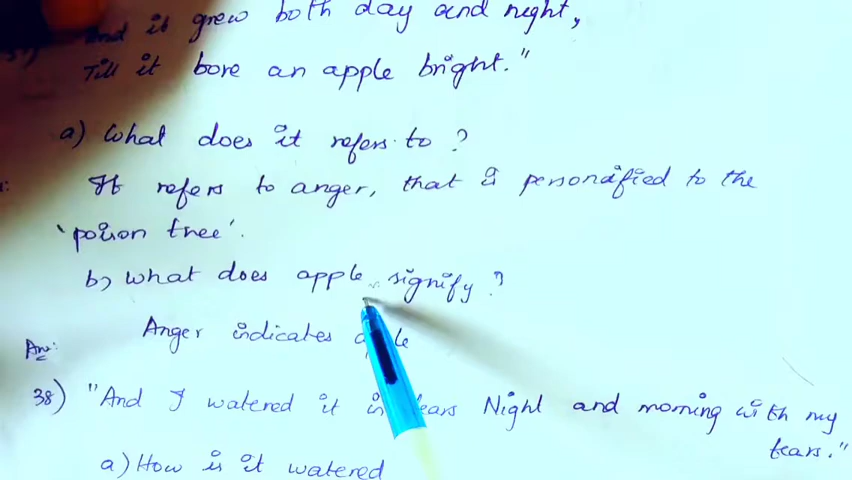 And it grew both day and night,
Till it bore an apple bright."
a) What does it refers to ?
It refers to anger, that is personified to the
'poison tree'.
b) What does apple signify ?
Ans: Anger indicates
38) "And I watered it in tears Night and morning with my
tears."
a) How is it watered